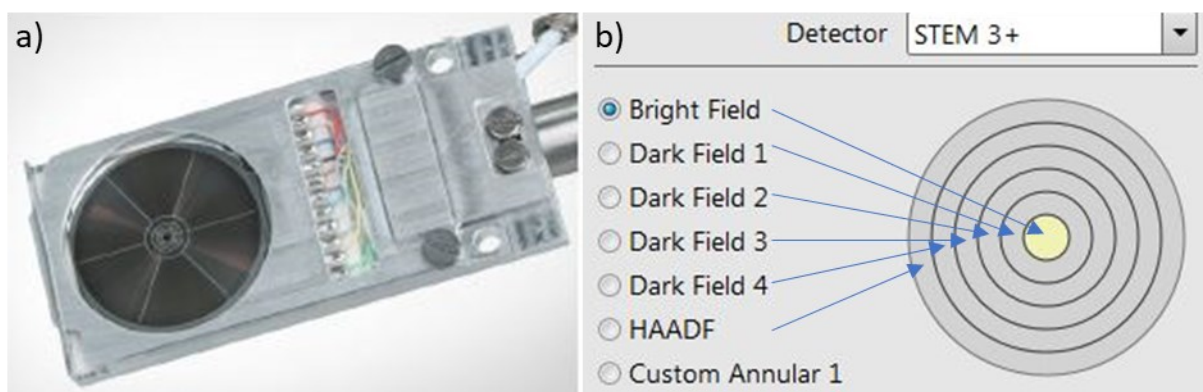 a)
b)
Detector STEM 3+
Bright Field
Dark Field 1
Dark Field 2
Dark Field 3
Dark Field 4
HAADF
Custom Annular 1